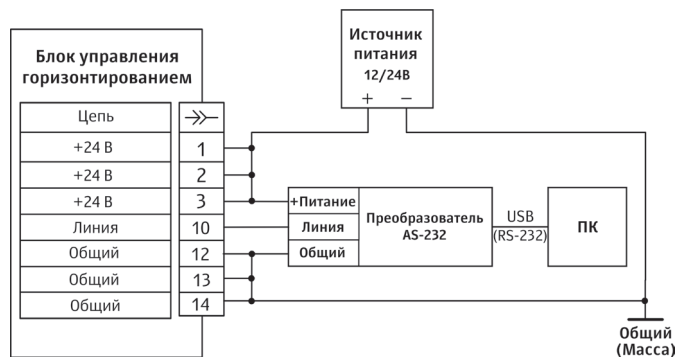 Блок управления
горизонтированием
Цепь
+24 В 1
+24 В 2
+24 В 3
Линия 10
Общий 12
Общий 13
Общий 14
Источник
питания
12/24В
+ −
+Питание
Линия
Общий
Преобразователь
AS-232
USB
(RS-232)
ПК
Общий
(Масса)